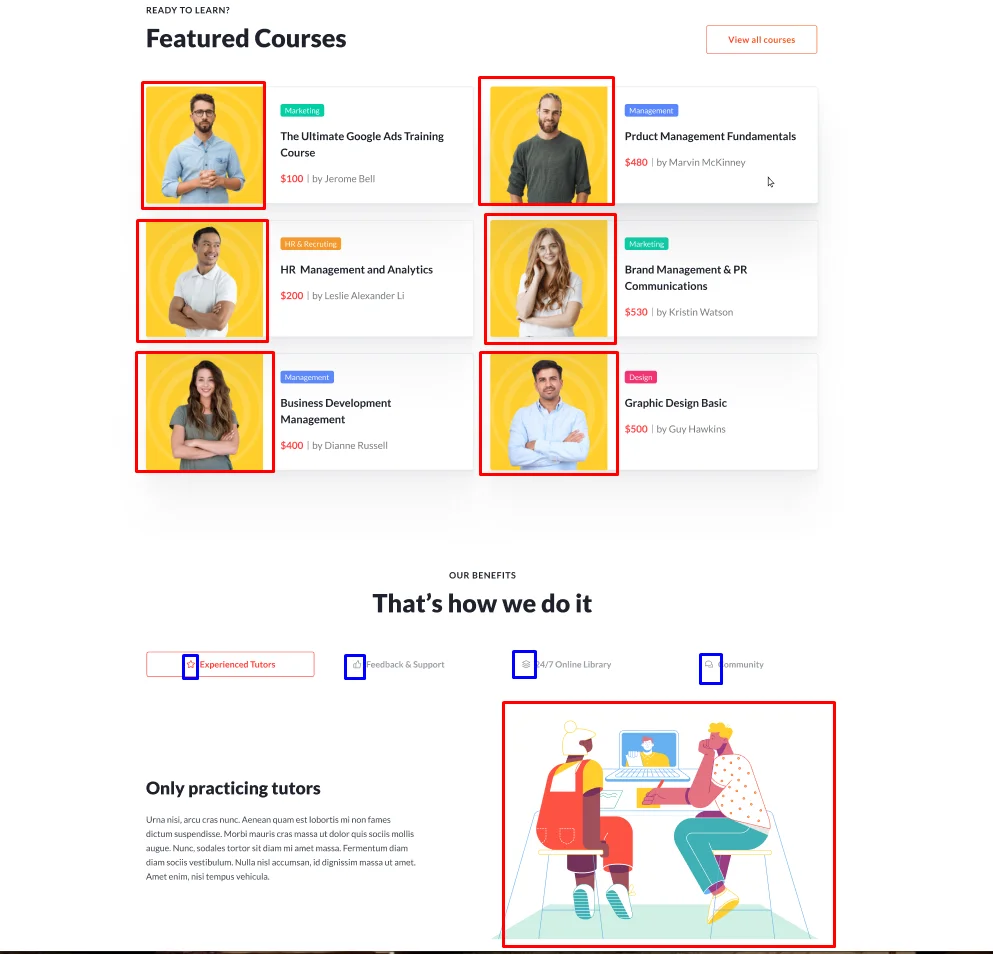 READY TO LEARN?
Featured Courses
View all courses
Marketing
The Ultimate Google Ads Training
Course
$100 | by Jerome Bell
Management
Prduct Management Fundamentals
$480 | by Marvin McKinney
HR & Recruting
HR Management and Analytics
$200 | by Leslie Alexander Li
Marketing
Brand Management & PR
Communications
$530 | by Kristin Watson
Management
Business Development
Management
$400 | by Dianne Russell
Design
Graphic Design Basic
$500 | by Guy Hawkins
OUR BENEFITS
That's how we do it
Experienced Tutors
Feedback & Support
24/7 Online Library
Community
Only practicing tutors
Urna nisi, arcu cras nunc. Aenean quam est lobortis mi non fames
dictum suspendisse. Morbi mauris cras massa ut dolor quis sociis mollis
augue. Nunc, sodales tortor sit diam mi amet massa. Fermentum diam
diam sociis vestibulum. Nulla nisl accumsan, id dignissim massa ut amet.
Amet enim, nisi tempus vehicula.